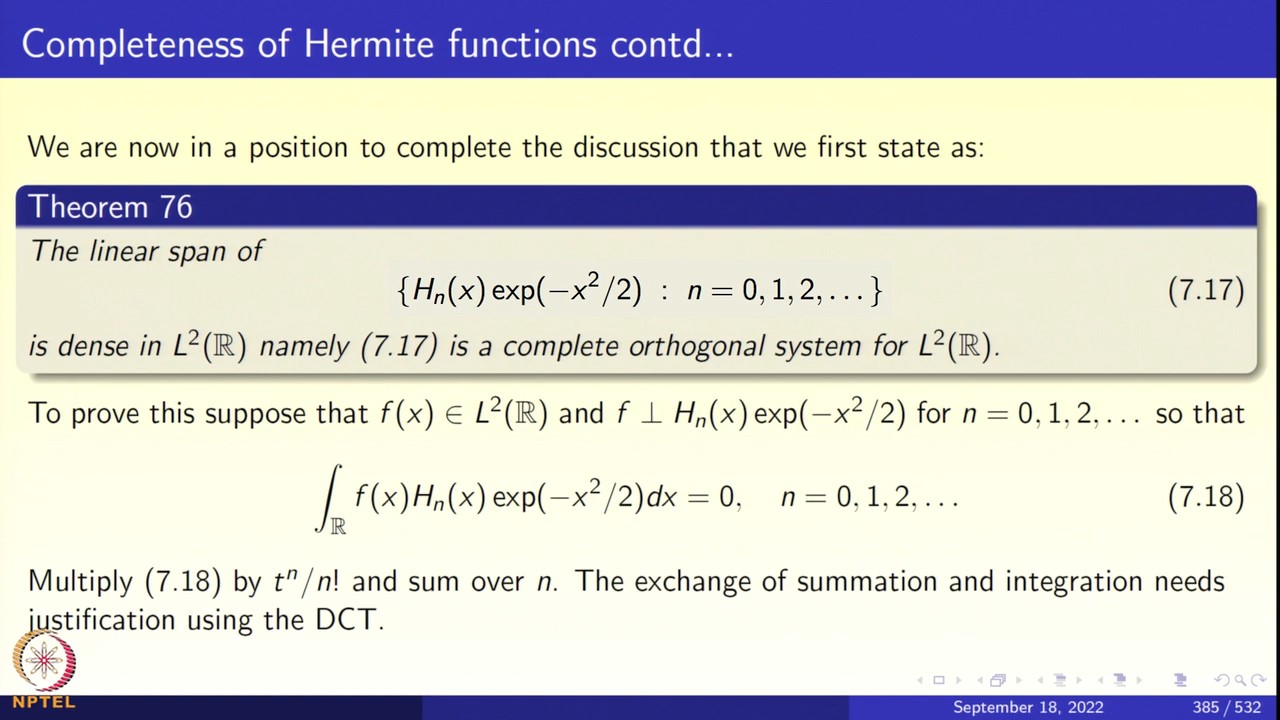 Completeness of Hermite functions contd...
We are now in a position to complete the discussion that we first state as:
Theorem 76
The linear span of
{Hₙ(x) exp(−x²/2) : n = 0, 1, 2, . . . } (7.17)
is dense in L²(ℝ) namely (7.17) is a complete orthogonal system for L²(ℝ).
To prove this suppose that f(x) ∈ L²(ℝ) and f ⊥ Hₙ(x) exp(−x²/2) for n = 0, 1, 2, . . . so that
∫_ℝ f(x)Hₙ(x) exp(−x²/2)dx = 0, n = 0, 1, 2, . . . (7.18)
Multiply (7.18) by tⁿ/n! and sum over n. The exchange of summation and integration needs
justification using the DCT.
NPTEL
September 18, 2022 385 / 532